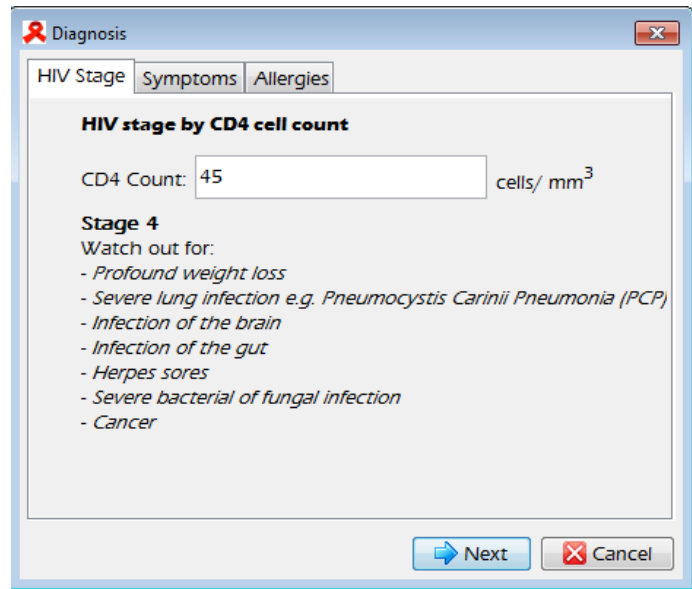 Diagnosis
HIV Stage Symptoms Allergies
HIV stage by CD4 cell count
CD4 Count: 45 cells/ mm³
Stage 4
Watch out for:
- Profound weight loss
- Severe lung infection e.g. Pneumocystis Carinii Pneumonia (PCP)
- Infection of the brain
- Infection of the gut
- Herpes sores
- Severe bacterial of fungal infection
- Cancer
Next Cancel